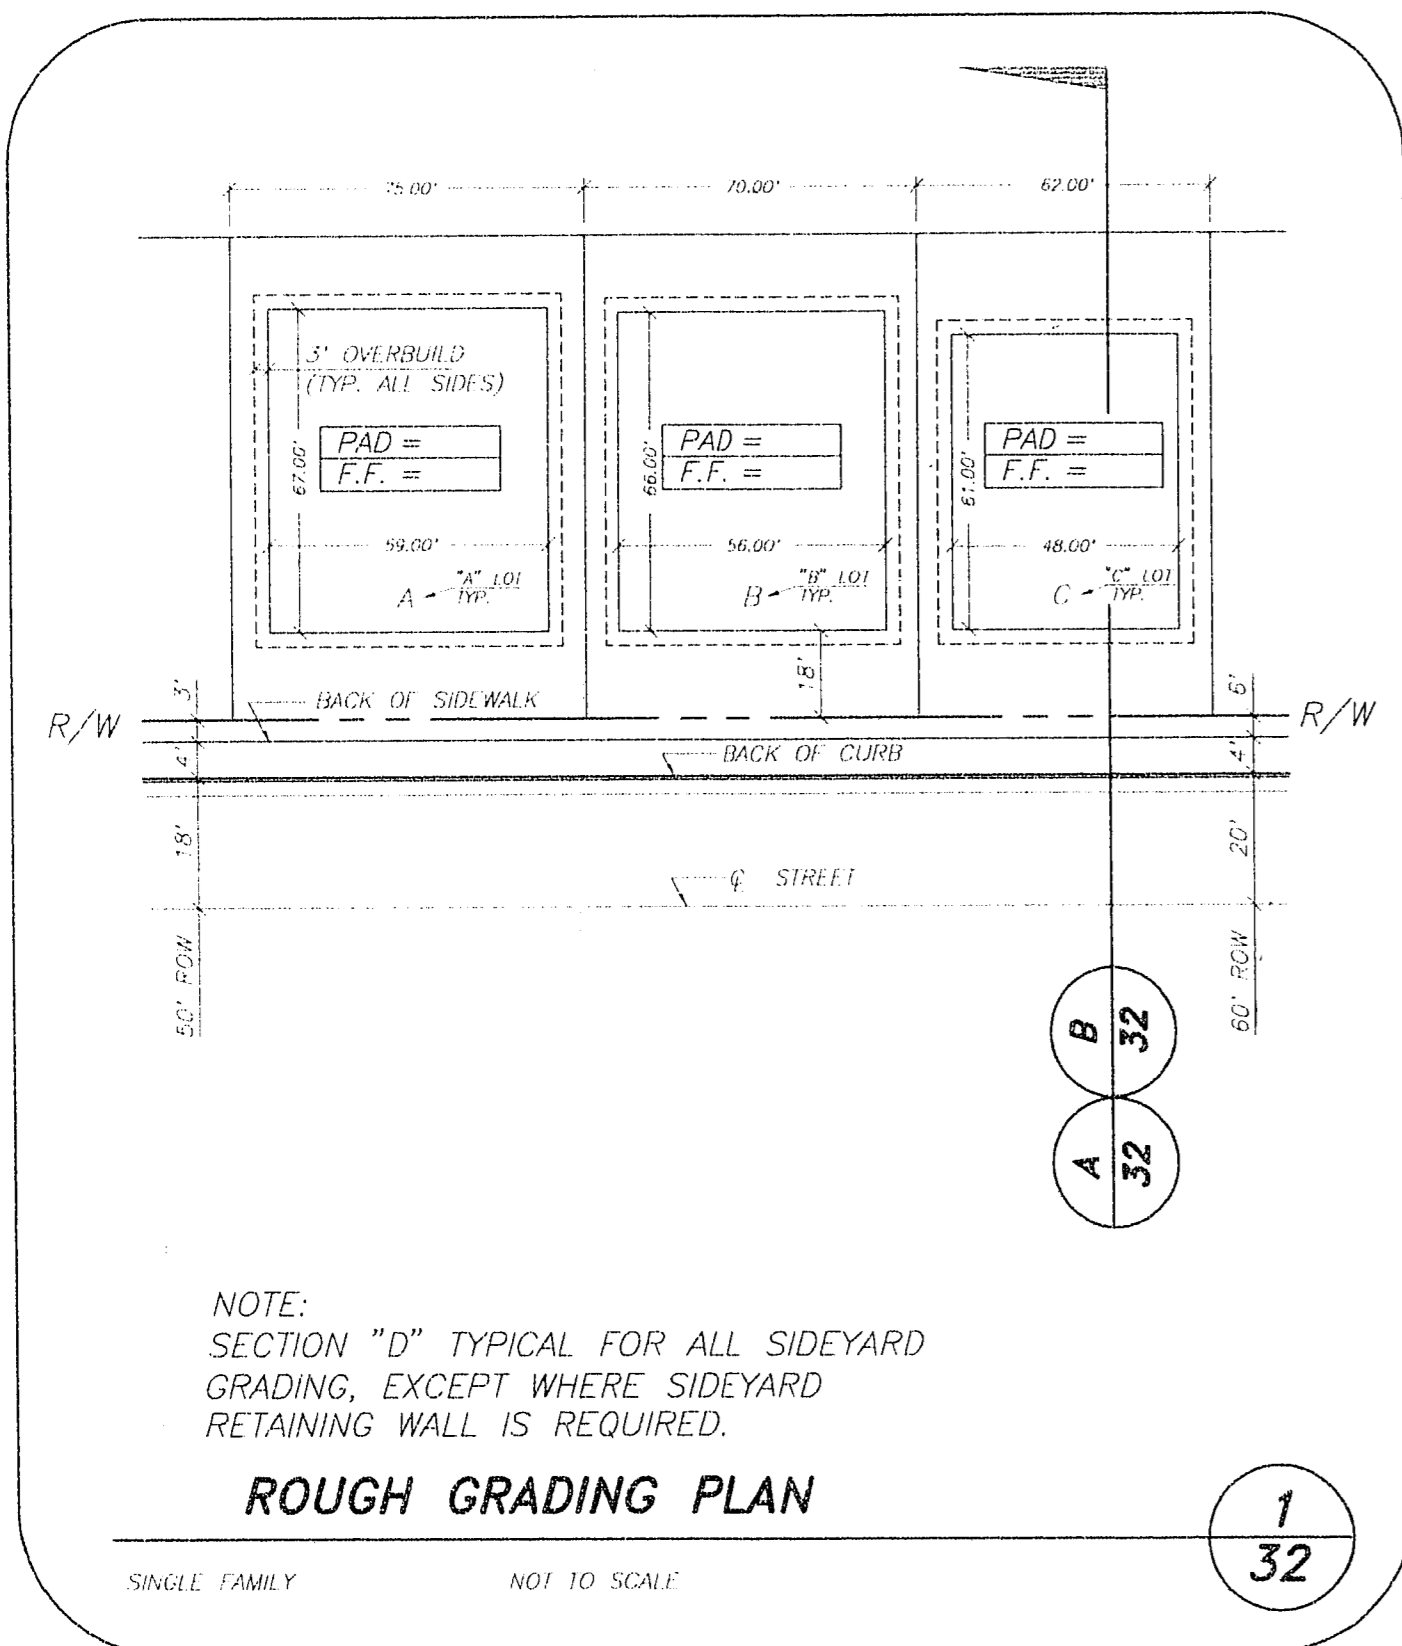 75.00' 70.00' 62.00'
3' OVERBUILD
(TYP. ALL SIDES)
PAD =
F.F. =
67.00'
59.00'
A "A" LOT
TYP.
PAD =
F.F. =
66.00'
56.00'
B "B" LOT
TYP.
PAD =
F.F. =
61.00'
48.00'
C "C" LOT
TYP.
18'
3'
BACK OF SIDEWALK
6'
R/W R/W
4'
BACK OF CURB
4'
18'
20'
℄ STREET
50' ROW
60' ROW
B
32
A
32
NOTE:
SECTION "D" TYPICAL FOR ALL SIDEYARD
GRADING, EXCEPT WHERE SIDEYARD
RETAINING WALL IS REQUIRED.
ROUGH GRADING PLAN
1
32
SINGLE FAMILY NOT TO SCALE